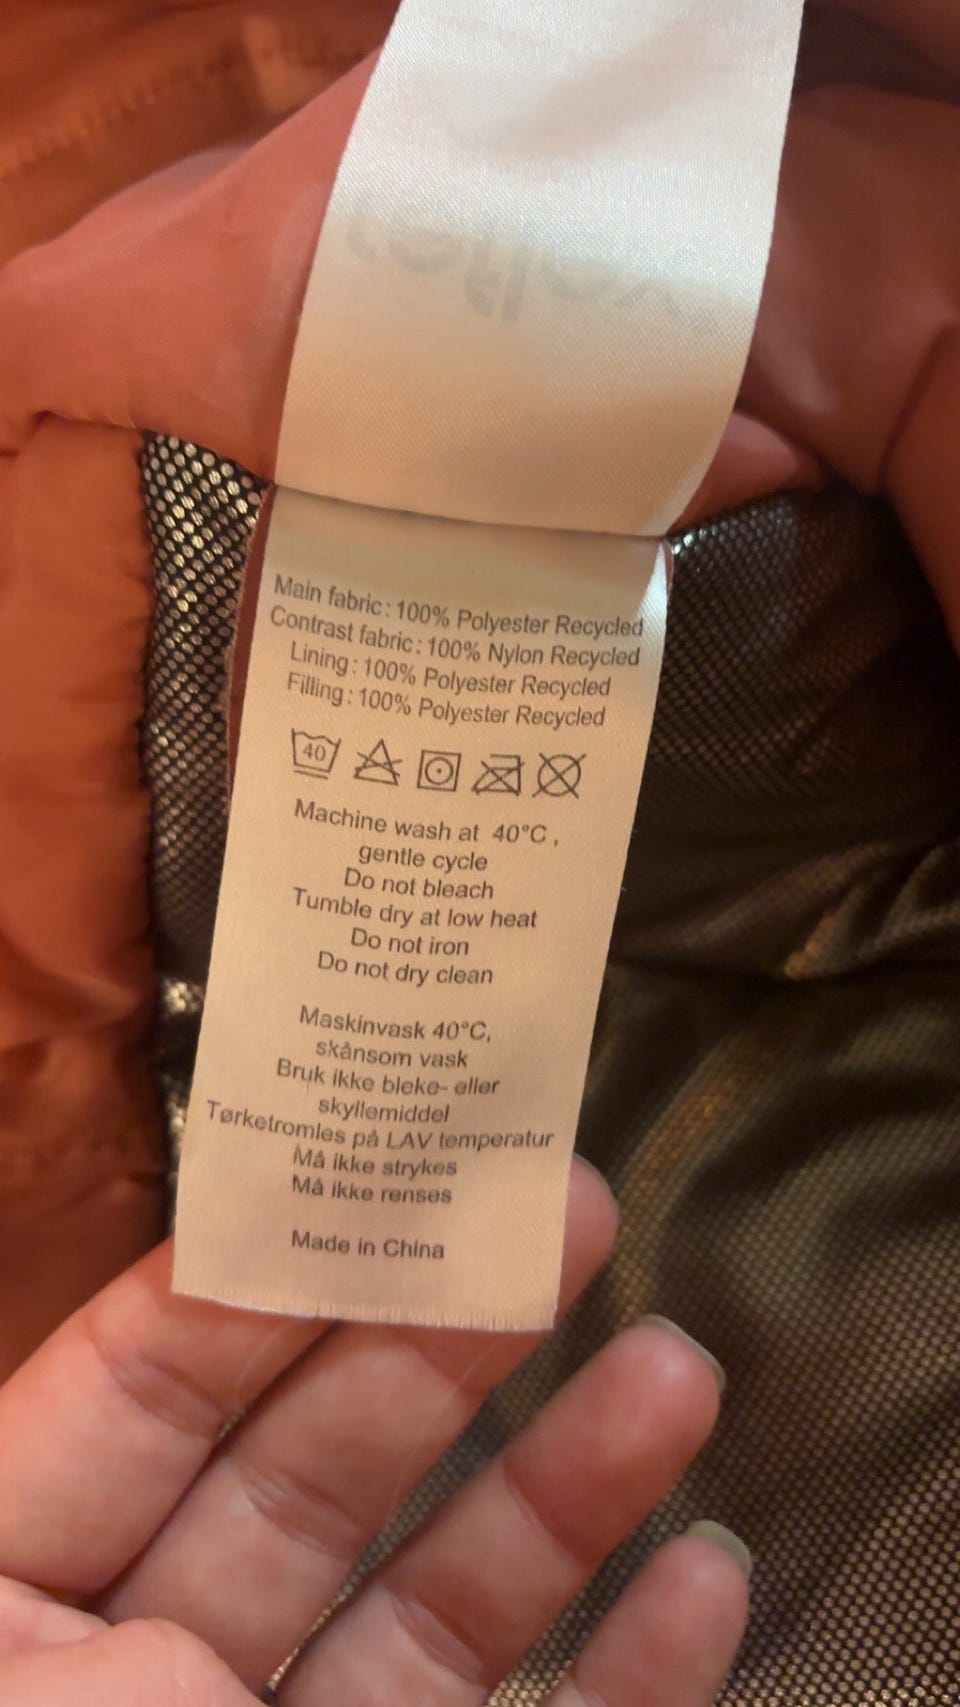 Main fabric: 100% Polyester Recycled
Contrast fabric: 100% Nylon Recycled
Lining: 100% Polyester Recycled
Filling: 100% Polyester Recycled
40
Machine wash at 40°C,
gentle cycle
Do not bleach
Tumble dry at low heat
Do not iron
Do not dry clean
Maskinvask 40°C,
skånsom vask
Bruk ikke bleke- eller
skyllemiddel
Tørketromles på LAV temperatur
Må ikke strykes
Må ikke renses
Made in China